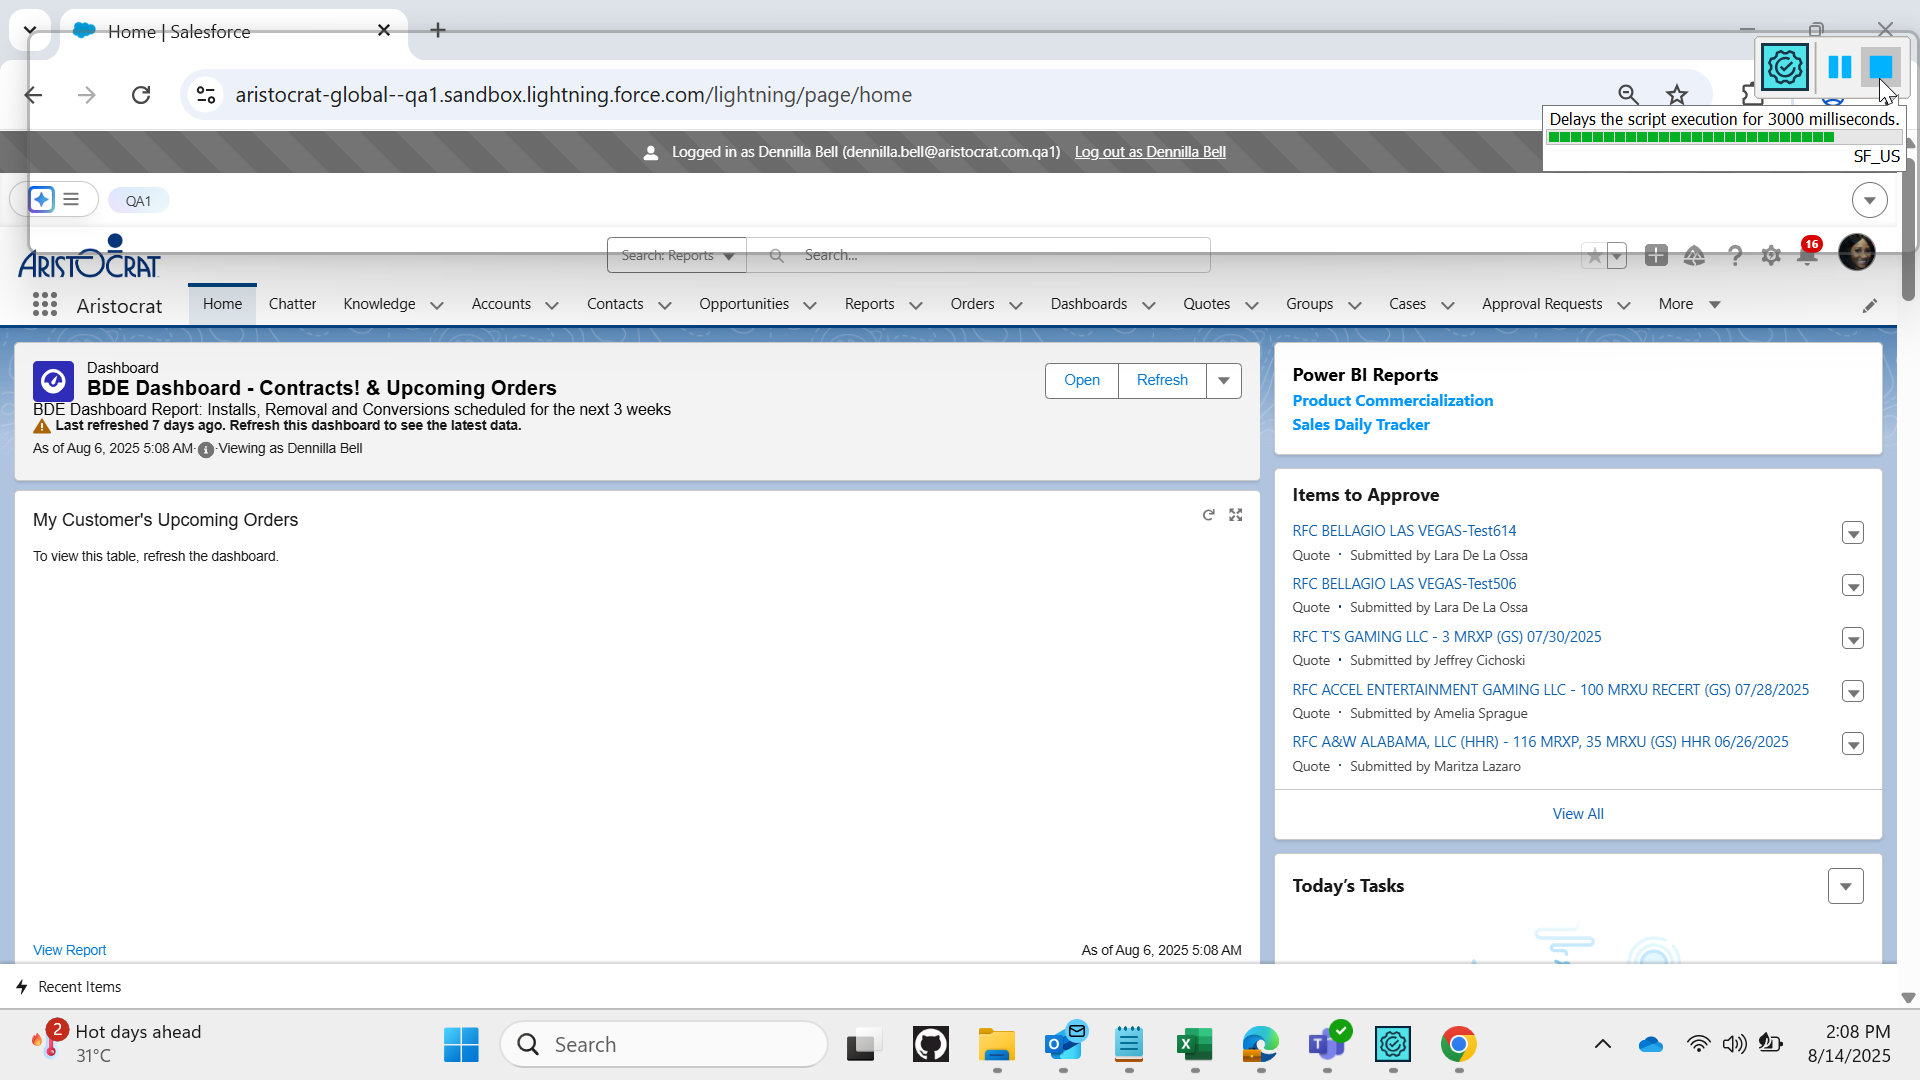 Home | Salesforce
aristocrat-global--qa1.sandbox.lightning.force.com/lightning/page/home
Delays the script execution for 3000 milliseconds.
SF_US
Logged in as Dennilla Bell (dennilla.bell@aristocrat.com.qa1) Log out as Dennilla Bell
QA1
ARISTOCRAT
Search: Reports
Search...
16
Aristocrat
Home
Chatter
Knowledge
Accounts
Contacts
Opportunities
Reports
Orders
Dashboards
Quotes
Groups
Cases
Approval Requests
More
Dashboard
BDE Dashboard - Contracts! & Upcoming Orders
BDE Dashboard Report: Installs, Removal and Conversions scheduled for the next 3 weeks
Last refreshed 7 days ago. Refresh this dashboard to see the latest data.
As of Aug 6, 2025 5:08 AM·Viewing as Dennilla Bell
Open
Refresh
My Customer's Upcoming Orders
To view this table, refresh the dashboard.
View Report
As of Aug 6, 2025 5:08 AM
Power BI Reports
Product Commercialization
Sales Daily Tracker
Items to Approve
RFC BELLAGIO LAS VEGAS-Test614
Quote · Submitted by Lara De La Ossa
RFC BELLAGIO LAS VEGAS-Test506
Quote · Submitted by Lara De La Ossa
RFC T'S GAMING LLC - 3 MRXP (GS) 07/30/2025
Quote · Submitted by Jeffrey Cichoski
RFC ACCEL ENTERTAINMENT GAMING LLC - 100 MRXU RECERT (GS) 07/28/2025
Quote · Submitted by Amelia Sprague
RFC A&W ALABAMA, LLC (HHR) - 116 MRXP, 35 MRXU (GS) HHR 06/26/2025
Quote · Submitted by Maritza Lazaro
View All
Today's Tasks
Recent Items
2
Hot days ahead
31°C
Search
2:08 PM
8/14/2025